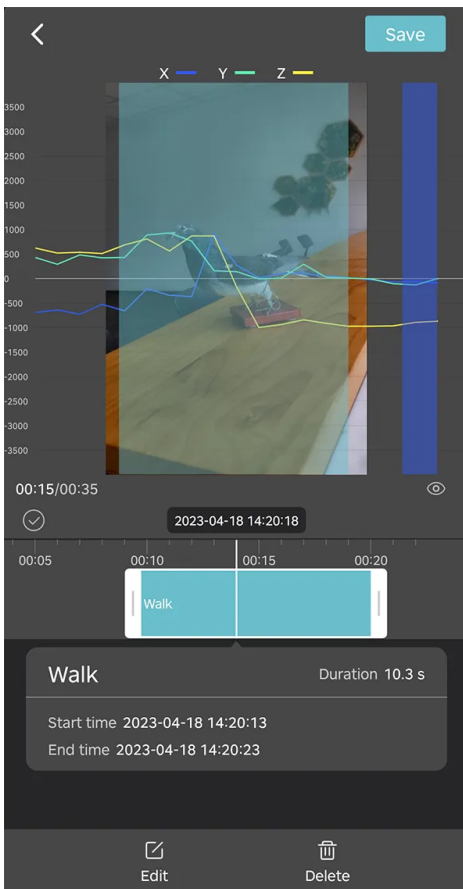 Save
X Y Z
3500
3000
2500
2000
1500
1000
500
0
-500
-1000
-1500
-2000
-2500
-3000
-3500
00:15/00:35
2023-04-18 14:20:18
00:05 00:10 00:15 00:20
Walk
Walk Duration 10.3 s
Start time 2023-04-18 14:20:13
End time 2023-04-18 14:20:23
Edit Delete